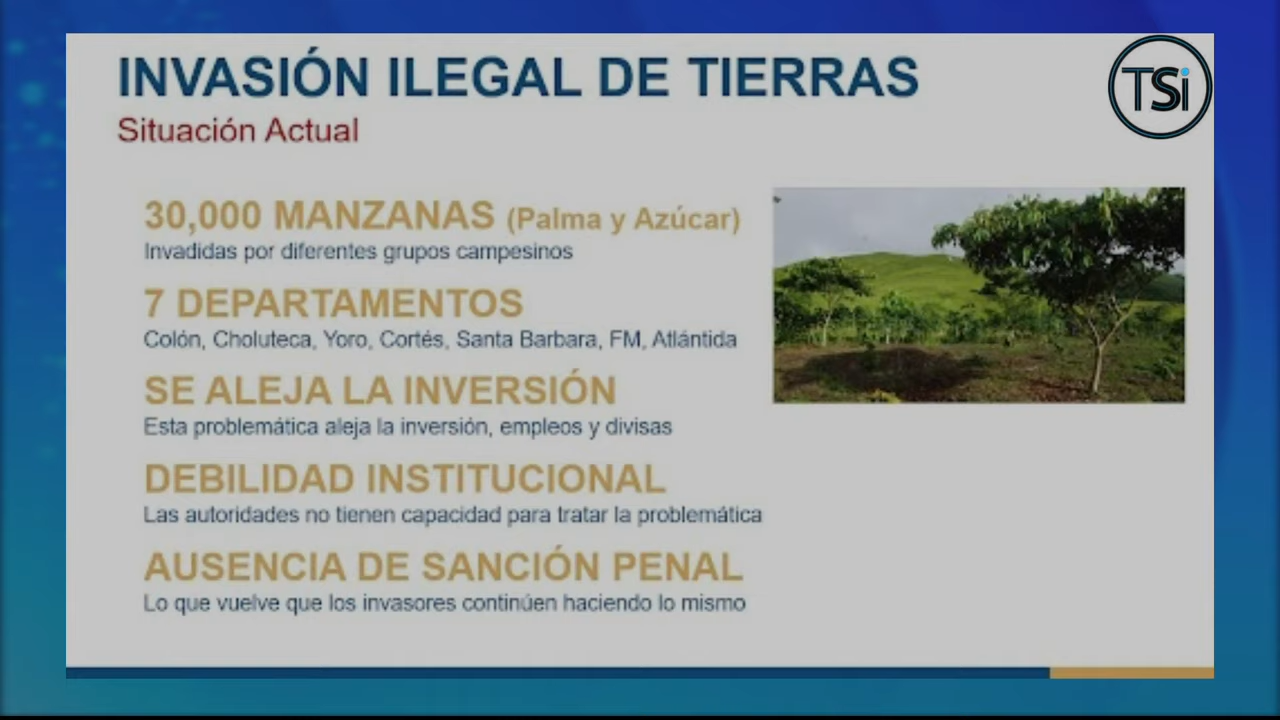 INVASIÓN ILEGAL DE TIERRAS
TSi
Situación Actual
30,000 MANZANAS (Palma y Azúcar)
Invadidas por diferentes grupos campesinos
7 DEPARTAMENTOS
Colón, Choluteca, Yoro, Cortés, Santa Barbara, FM, Atlántida
SE ALEJA LA INVERSIÓN
Esta problemática aleja la inversión, empleos y divisas
DEBILIDAD INSTITUCIONAL
Las autoridades no tienen capacidad para tratar la problemática
AUSENCIA DE SANCIÓN PENAL
Lo que vuelve que los invasores continúen haciendo lo mismo